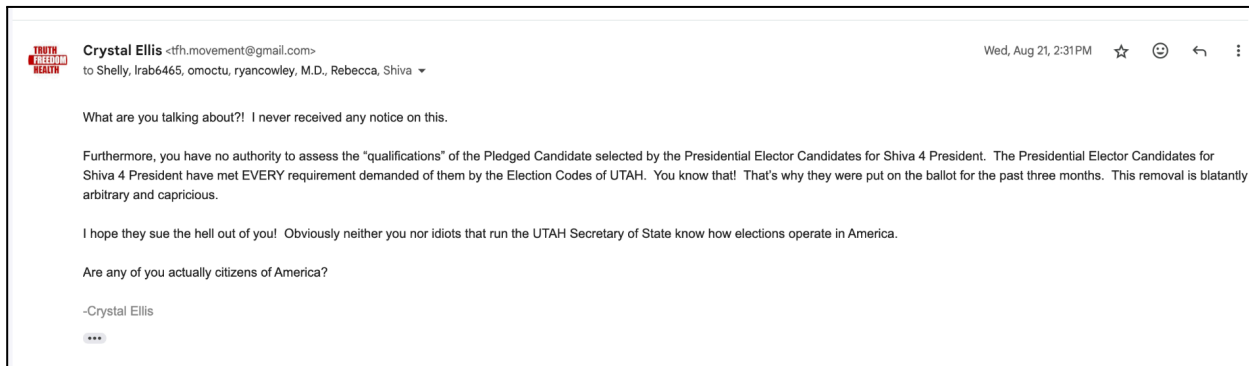 TRUTH
FREEDOM
HEALTH
Crystal Ellis <tfh.movement@gmail.com>
Wed, Aug 21, 2:31 PM
to Shelly, lrab6465, omoctu, ryancowley, M.D., Rebecca, Shiva
What are you talking about?! I never received any notice on this.
Furthermore, you have no authority to assess the “qualifications” of the Pledged Candidate selected by the Presidential Elector Candidates for Shiva 4 President. The Presidential Elector Candidates for
Shiva 4 President have met EVERY requirement demanded of them by the Election Codes of UTAH. You know that! That’s why they were put on the ballot for the past three months. This removal is blatantly
arbitrary and capricious.
I hope they sue the hell out of you! Obviously neither you nor idiots that run the UTAH Secretary of State know how elections operate in America.
Are any of you actually citizens of America?
-Crystal Ellis